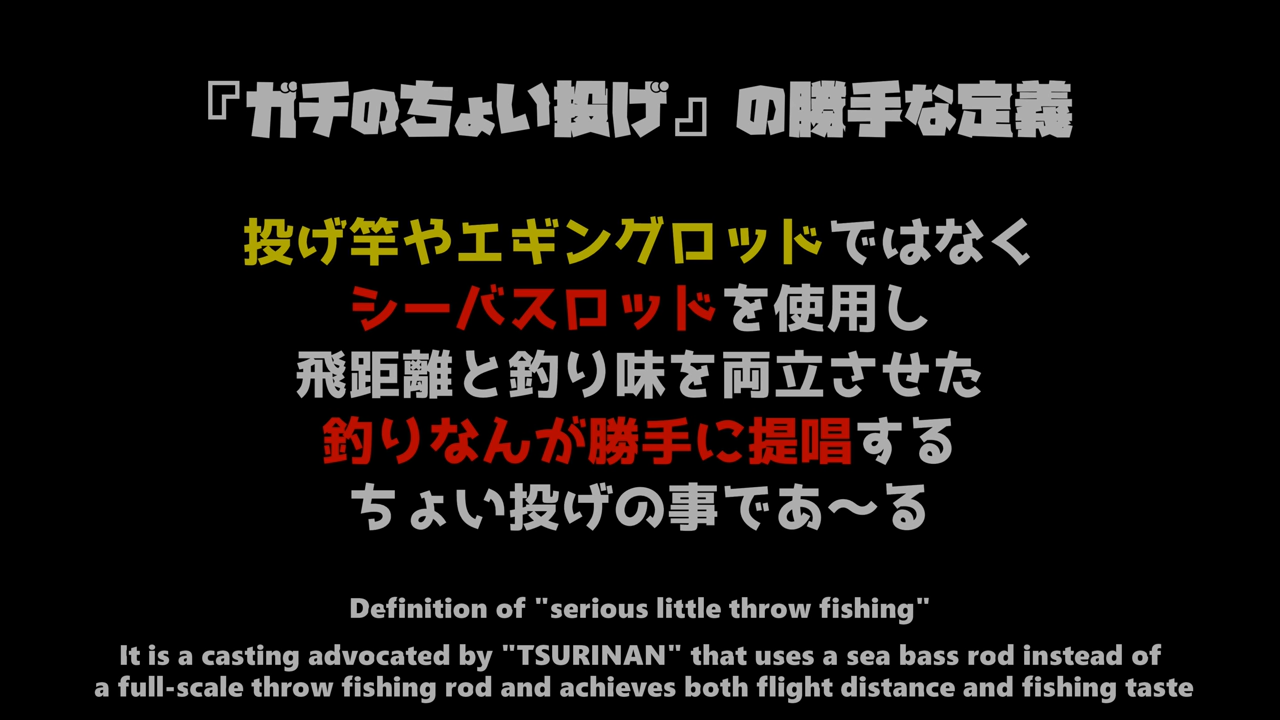 『ガチのちょい投げ』の勝手な定義
投げ竿やエギングロッドではなく
シーバスロッドを使用し
飛距離と釣り味を両立させた
釣りなんが勝手に提唱する
ちょい投げの事であ～る
Definition of "serious little throw fishing"
It is a casting advocated by "TSURINAN" that uses a sea bass rod instead of
a full-scale throw fishing rod and achieves both flight distance and fishing taste